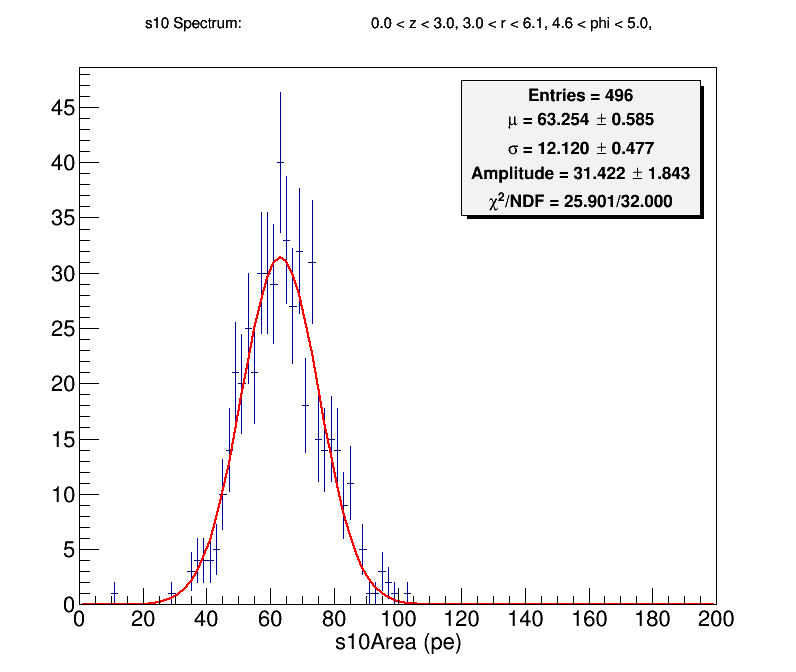 s10 Spectrum: 0.0 < z < 3.0, 3.0 < r < 6.1, 4.6 < phi < 5.0,
Entries = 496
μ = 63.254 ± 0.585
σ = 12.120 ± 0.477
Amplitude = 31.422 ± 1.843
χ²/NDF = 25.901/32.000
45
40
35
30
25
20
15
10
5
0
0 20 40 60 80 100 120 140 160 180 200
s10Area (pe)